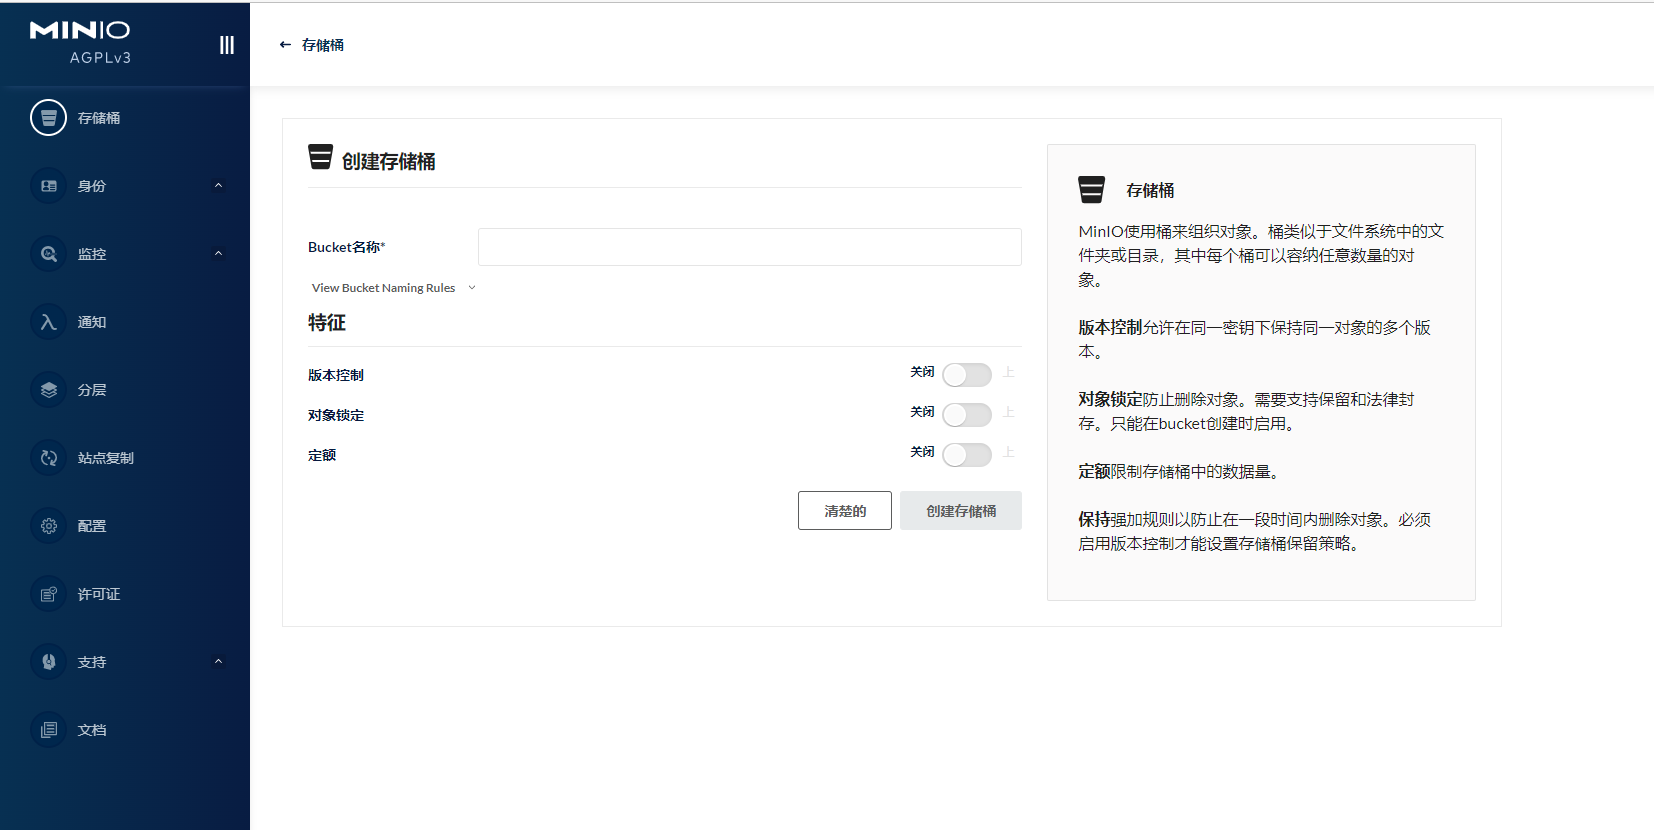 MINIO
AGPLv3
存储桶
身份
监控
通知
分层
站点复制
配置
许可证
支持
文档
← 存储桶
创建存储桶
Bucket名称*
View Bucket Naming Rules
特征
版本控制 关闭 上
对象锁定 关闭 上
定额 关闭 上
清楚的 创建存储桶
存储桶
MinIO使用桶来组织对象。桶类似于文件系统中的文
件夹或目录，其中每个桶可以容纳任意数量的对
象。
版本控制允许在同一密钥下保持同一对象的多个版
本。
对象锁定防止删除对象。需要支持保留和法律封
存。只能在bucket创建时启用。
定额限制存储桶中的数据量。
保持强加规则以防止在一段时间内删除对象。必须
启用版本控制才能设置存储桶保留策略。